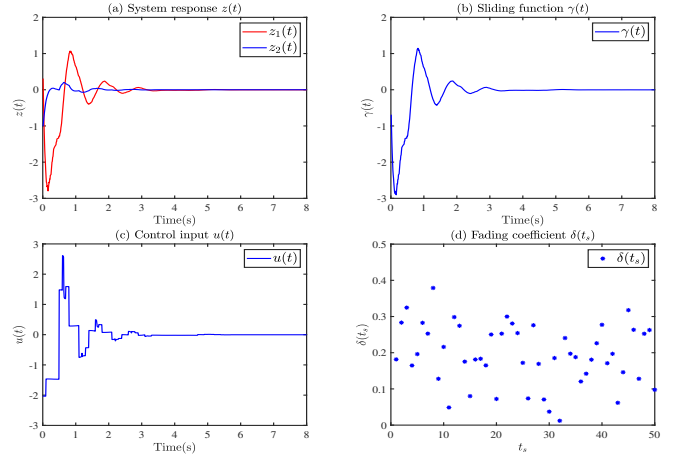 (a) System response z(t)
2
1
0
-1
-2
-3
z(t)
0 1 2 3 4 5 6 7 8
Time(s)
z₁(t)
z₂(t)
(b) Sliding function γ(t)
2
1
0
-1
-2
-3
γ(t)
0 1 2 3 4 5 6 7 8
Time(s)
γ(t)
(c) Control input u(t)
3
2
1
0
-1
-2
-3
u(t)
0 1 2 3 4 5 6 7 8
Time(s)
u(t)
(d) Fading coefficient δ(tₛ)
0.5
0.4
0.3
0.2
0.1
0
δ(tₛ)
0 10 20 30 40 50
tₛ
δ(tₛ)